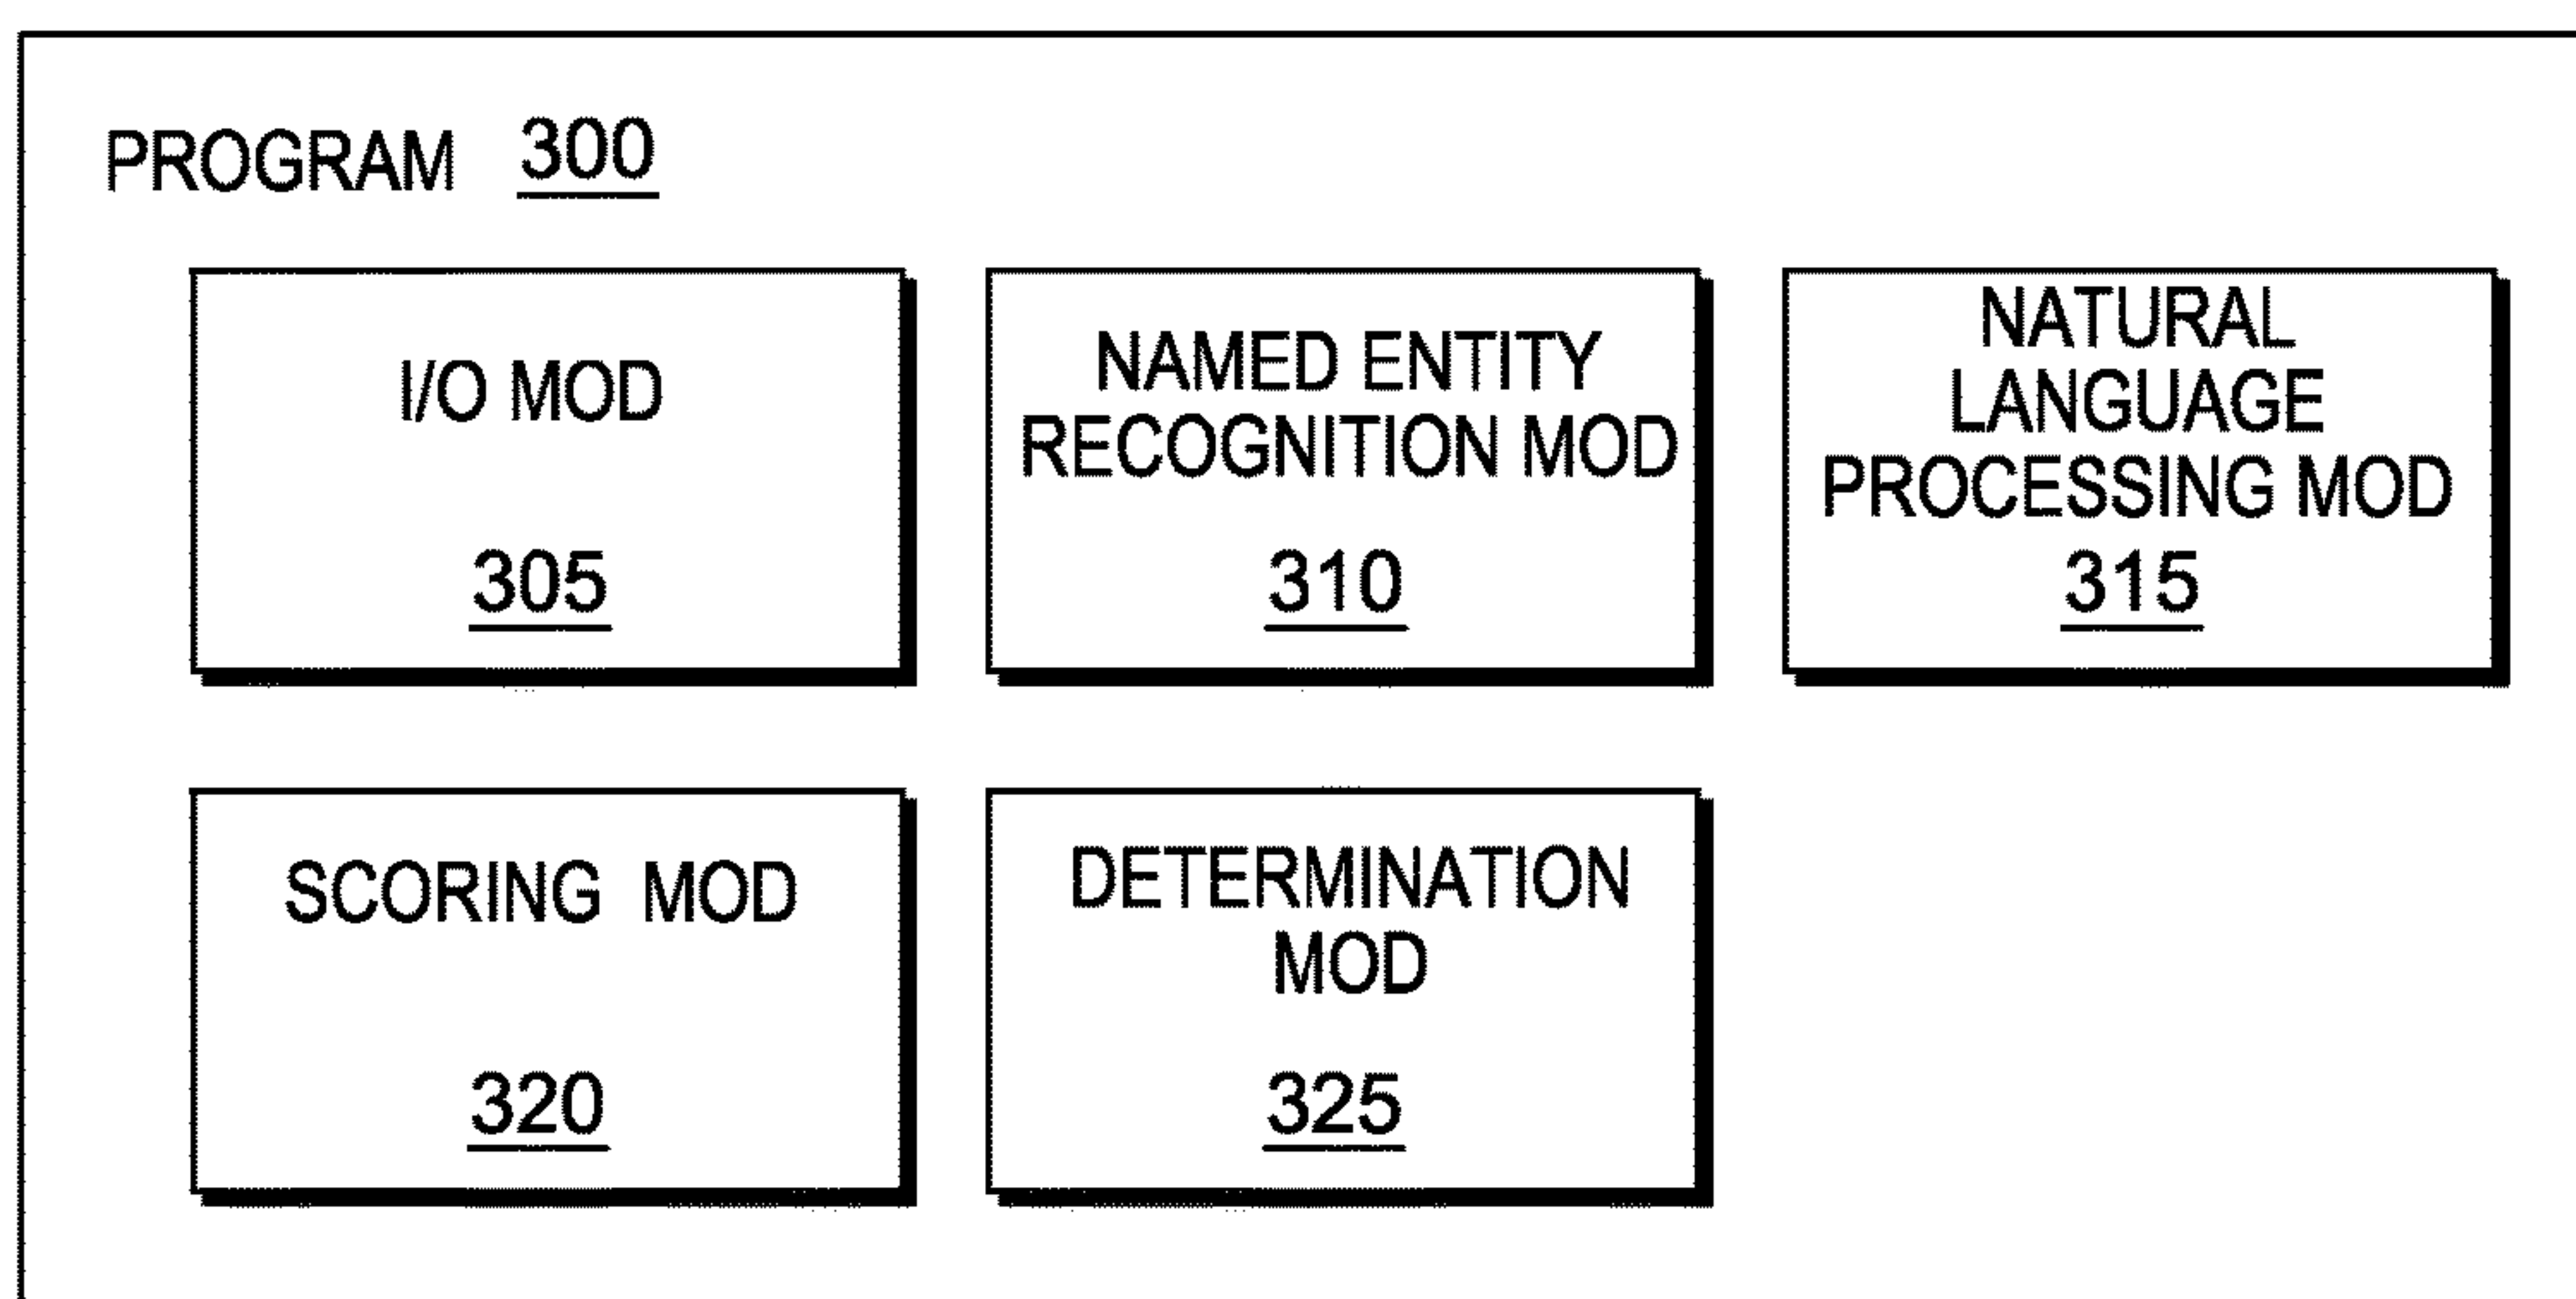 PROGRAM 300
I/O MOD
305
NAMED ENTITY
RECOGNITION MOD
310
NATURAL
LANGUAGE
PROCESSING MOD
315
SCORING MOD
320
DETERMINATION
MOD
325